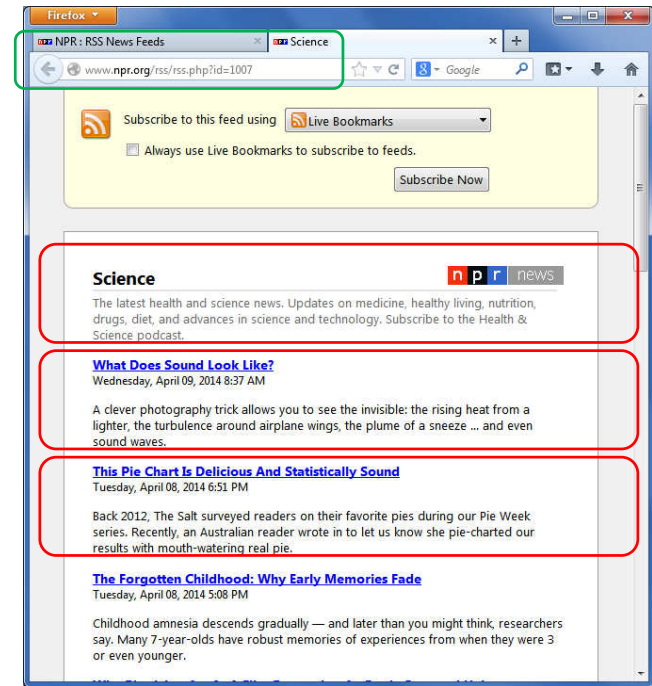 Firefox
NPR : RSS News Feeds
Science
www.npr.org/rss/rss.php?id=1007
Google
Subscribe to this feed using Live Bookmarks
Always use Live Bookmarks to subscribe to feeds.
Subscribe Now
Science
npr news
The latest health and science news. Updates on medicine, healthy living, nutrition,
drugs, diet, and advances in science and technology. Subscribe to the Health &
Science podcast.
What Does Sound Look Like?
Wednesday, April 09, 2014 8:37 AM
A clever photography trick allows you to see the invisible: the rising heat from a
lighter, the turbulence around airplane wings, the plume of a sneeze ... and even
sound waves.
This Pie Chart Is Delicious And Statistically Sound
Tuesday, April 08, 2014 6:51 PM
Back 2012, The Salt surveyed readers on their favorite pies during our Pie Week
series. Recently, an Australian reader wrote in to let us know she pie-charted our
results with mouth-watering real pie.
The Forgotten Childhood: Why Early Memories Fade
Tuesday, April 08, 2014 5:08 PM
Childhood amnesia descends gradually — and later than you might think, researchers
say. Many 7-year-olds have robust memories of experiences from when they were 3
or even younger.